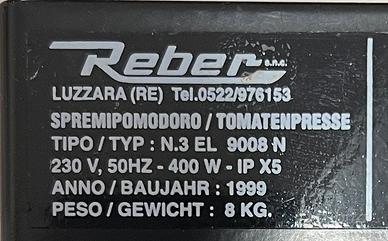 Reber s.n.c.
LUZZARA (RE) Tel.0522/976153
SPREMIPOMODORO / TOMATENPRESSE
TIPO / TYP : N.3 EL 9008 N
230 V, 50HZ - 400 W - IP X5
ANNO / BAUJAHR : 1999
PESO / GEWICHT : 8 KG.